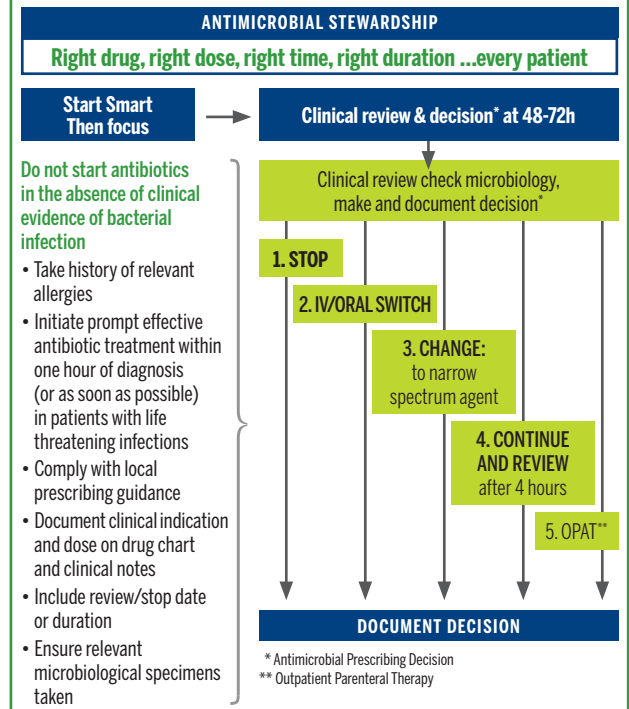 ANTIMICROBIAL STEWARDSHIP
Right drug, right dose, right time, right duration ...every patient
Start Smart
Then focus
Clinical review & decision* at 48-72h
Do not start antibiotics
in the absence of clinical
evidence of bacterial
infection
• Take history of relevant
allergies
• Initiate prompt effective
antibiotic treatment within
one hour of diagnosis
(or as soon as possible)
in patients with life
threatening infections
• Comply with local
prescribing guidance
• Document clinical indication
and dose on drug chart
and clinical notes
• Include review/stop date
or duration
• Ensure relevant
microbiological specimens
taken
Clinical review check microbiology,
make and document decision*
1. STOP
2. IV/ORAL SWITCH
3. CHANGE:
to narrow
spectrum agent
4. CONTINUE
AND REVIEW
after 4 hours
5. OPAT**
DOCUMENT DECISION
* Antimicrobial Prescribing Decision
** Outpatient Parenteral Therapy